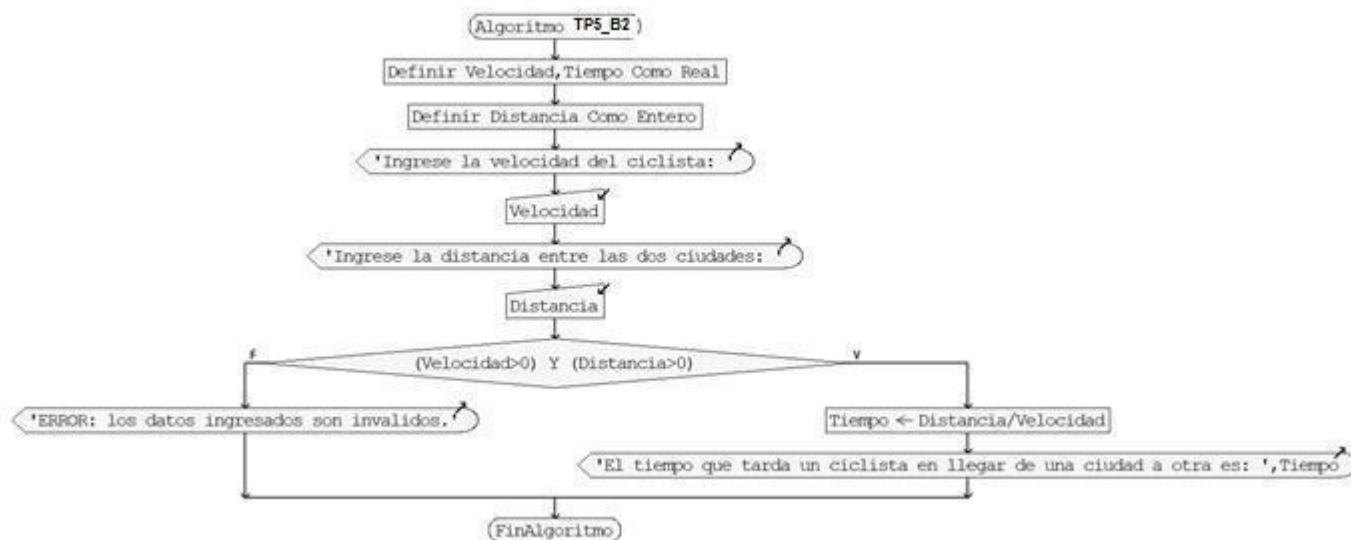 Algoritmo TP5_B2
Definir Velocidad,Tiempo Como Real
Definir Distancia Como Entero
'Ingrese la velocidad del ciclista:
Velocidad
'Ingrese la distancia entre las dos ciudades:
Distancia
F
(Velocidad>0) Y (Distancia>0)
V
'ERROR: los datos ingresados son invalidos.'
Tiempo ← Distancia/Velocidad
'El tiempo que tarda un ciclista en llegar de una ciudad a otra es: ',Tiempo
FinAlgoritmo